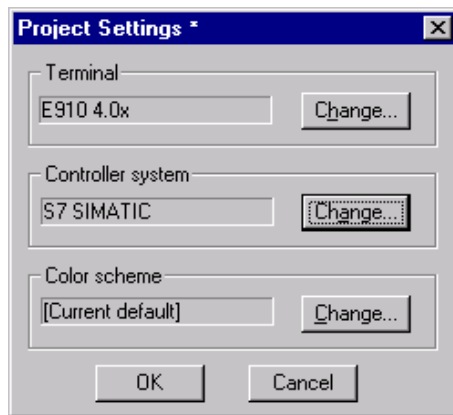 Project Settings *
Terminal
E910 4.0x
Change...
Controller system
S7 SIMATIC
Change...
Color scheme
[Current default]
Change...
OK
Cancel